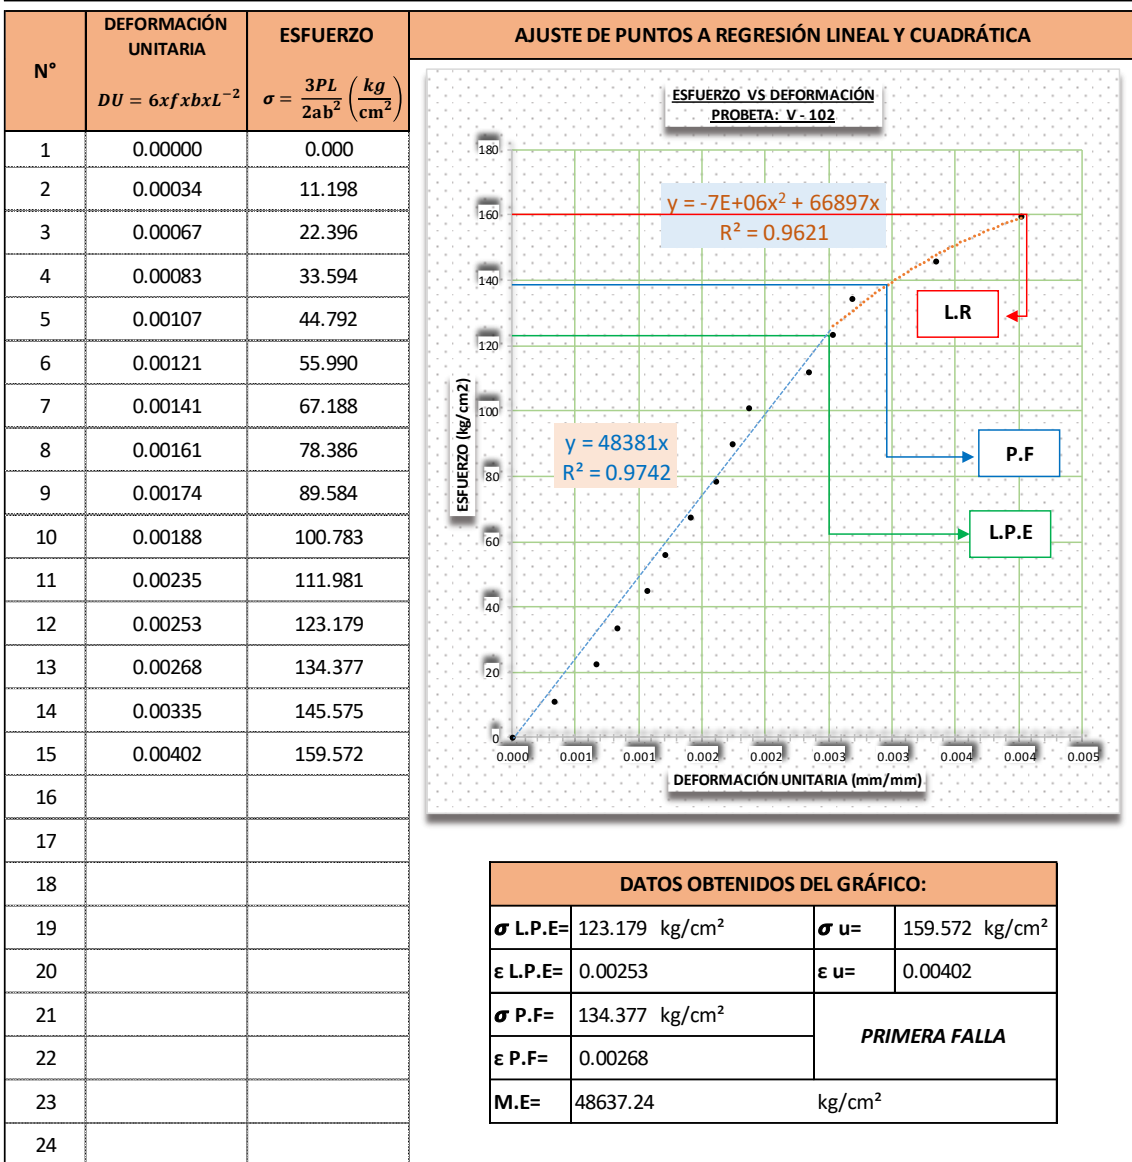 N°
DEFORMACIÓN
UNITARIA
DU = 6xfxbxL⁻²
ESFUERZO
σ = 3PL/2ab² (kg/cm²)
AJUSTE DE PUNTOS A REGRESIÓN LINEAL Y CUADRÁTICA
1 0.00000 0.000
2 0.00034 11.198
3 0.00067 22.396
4 0.00083 33.594
5 0.00107 44.792
6 0.00121 55.990
7 0.00141 67.188
8 0.00161 78.386
9 0.00174 89.584
10 0.00188 100.783
11 0.00235 111.981
12 0.00253 123.179
13 0.00268 134.377
14 0.00335 145.575
15 0.00402 159.572
16
17
18
19
20
21
22
23
24
ESFUERZO VS DEFORMACIÓN
PROBETA: V - 102
180
160
140
120
100
80
60
40
20
0
ESFUERZO (kg/cm2)
y = -7E+06x² + 66897x
R² = 0.9621
y = 48381x
R² = 0.9742
L.R
P.F
L.P.E
0.000 0.001 0.001 0.002 0.002 0.003 0.003 0.004 0.004 0.005
DEFORMACIÓN UNITARIA (mm/mm)
DATOS OBTENIDOS DEL GRÁFICO:
σ L.P.E= 123.179 kg/cm² σ u= 159.572 kg/cm²
ε L.P.E= 0.00253 ε u= 0.00402
σ P.F= 134.377 kg/cm²
PRIMERA FALLA
ε P.F= 0.00268
M.E= 48637.24 kg/cm²